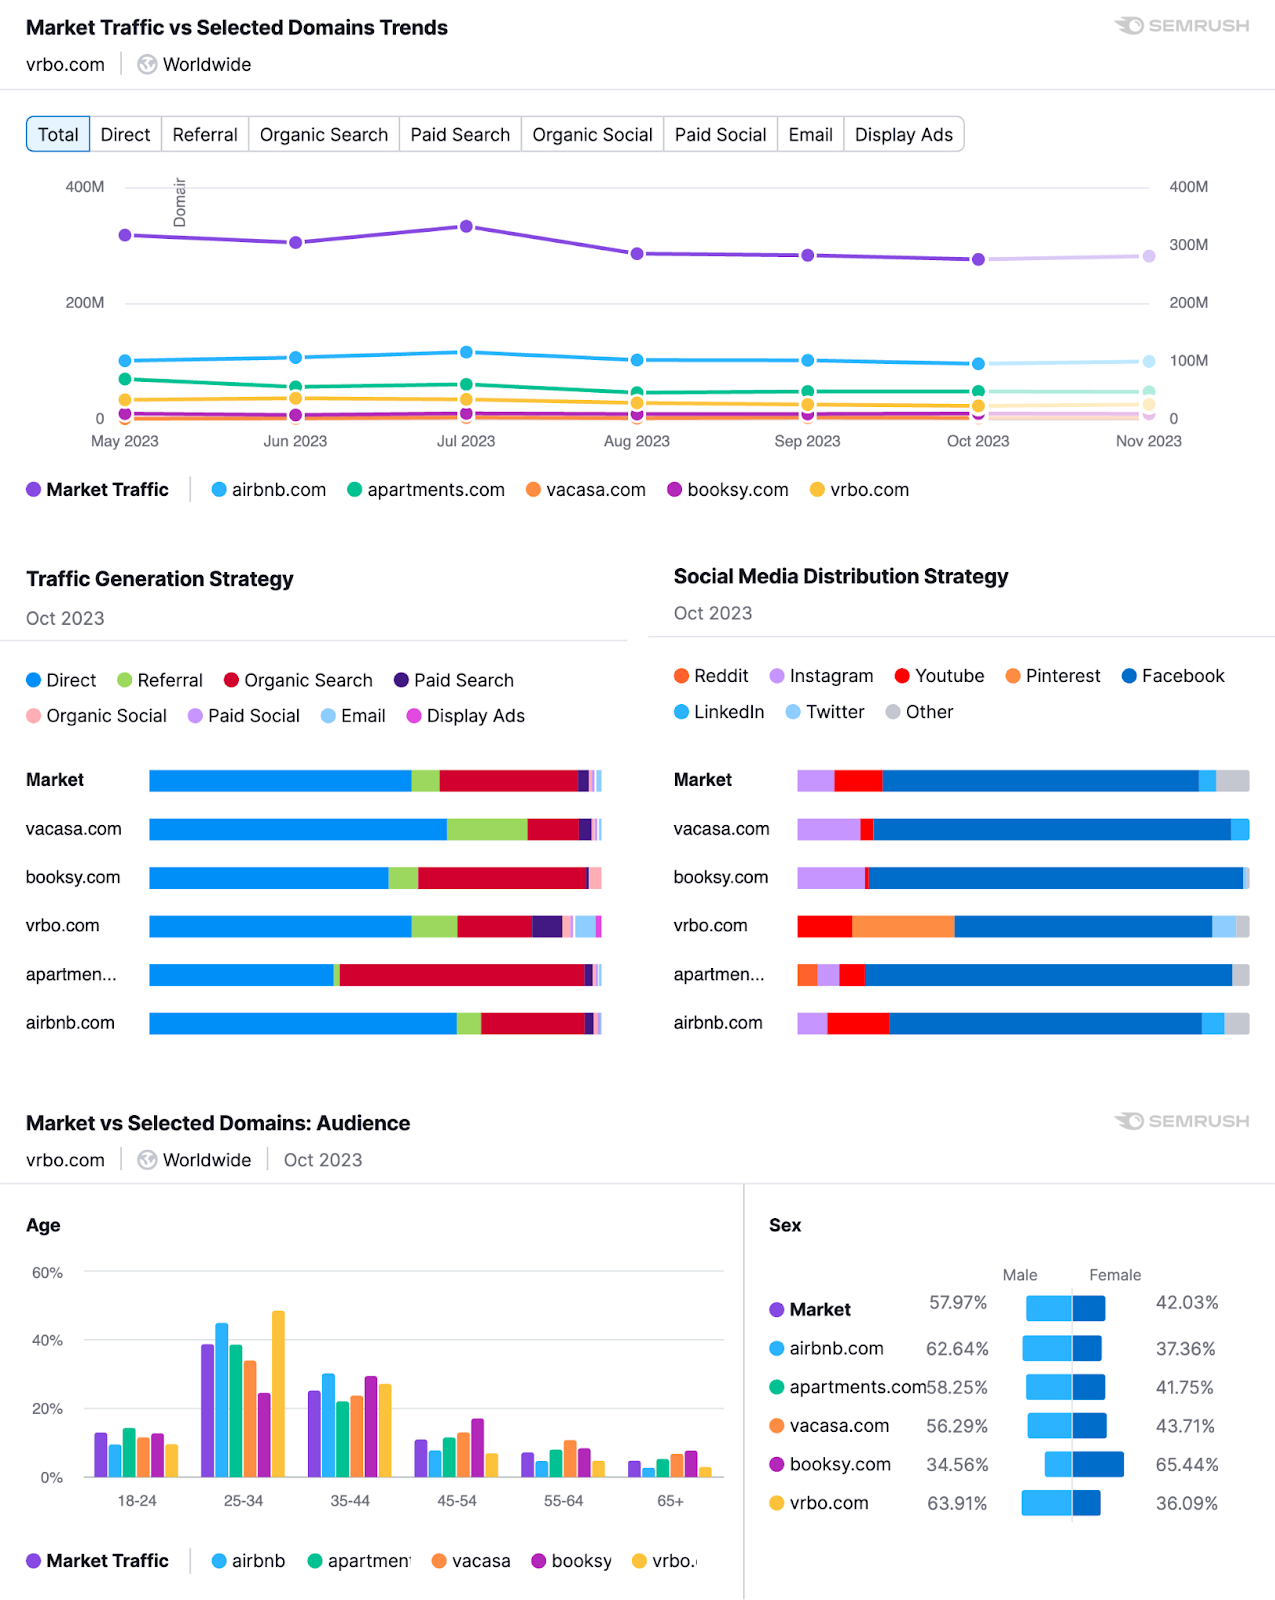 Market Traffic vs Selected Domains Trends
SEMRUSH
vrbo.com Worldwide
Total Direct Referral Organic Search Paid Search Organic Social Paid Social Email Display Ads
400M 400M
Domair
300M
200M 200M
100M
0 0
May 2023 Jun 2023 Jul 2023 Aug 2023 Sep 2023 Oct 2023 Nov 2023
Market Traffic airbnb.com apartments.com vacasa.com booksy.com vrbo.com
Traffic Generation Strategy
Oct 2023
Direct Referral Organic Search Paid Search
Organic Social Paid Social Email Display Ads
Market
vacasa.com
booksy.com
vrbo.com
apartmen...
airbnb.com
Social Media Distribution Strategy
Oct 2023
Reddit Instagram Youtube Pinterest Facebook
LinkedIn Twitter Other
Market
vacasa.com
booksy.com
vrbo.com
apartmen...
airbnb.com
Market vs Selected Domains: Audience
SEMRUSH
vrbo.com Worldwide Oct 2023
Age
60%
40%
20%
0%
18-24 25-34 35-44 45-54 55-64 65+
Market Traffic airbnb apartmen vacasa booksy vrbo.
Sex
Male Female
Market 57.97% 42.03%
airbnb.com 62.64% 37.36%
apartments.com 58.25% 41.75%
vacasa.com 56.29% 43.71%
booksy.com 34.56% 65.44%
vrbo.com 63.91% 36.09%